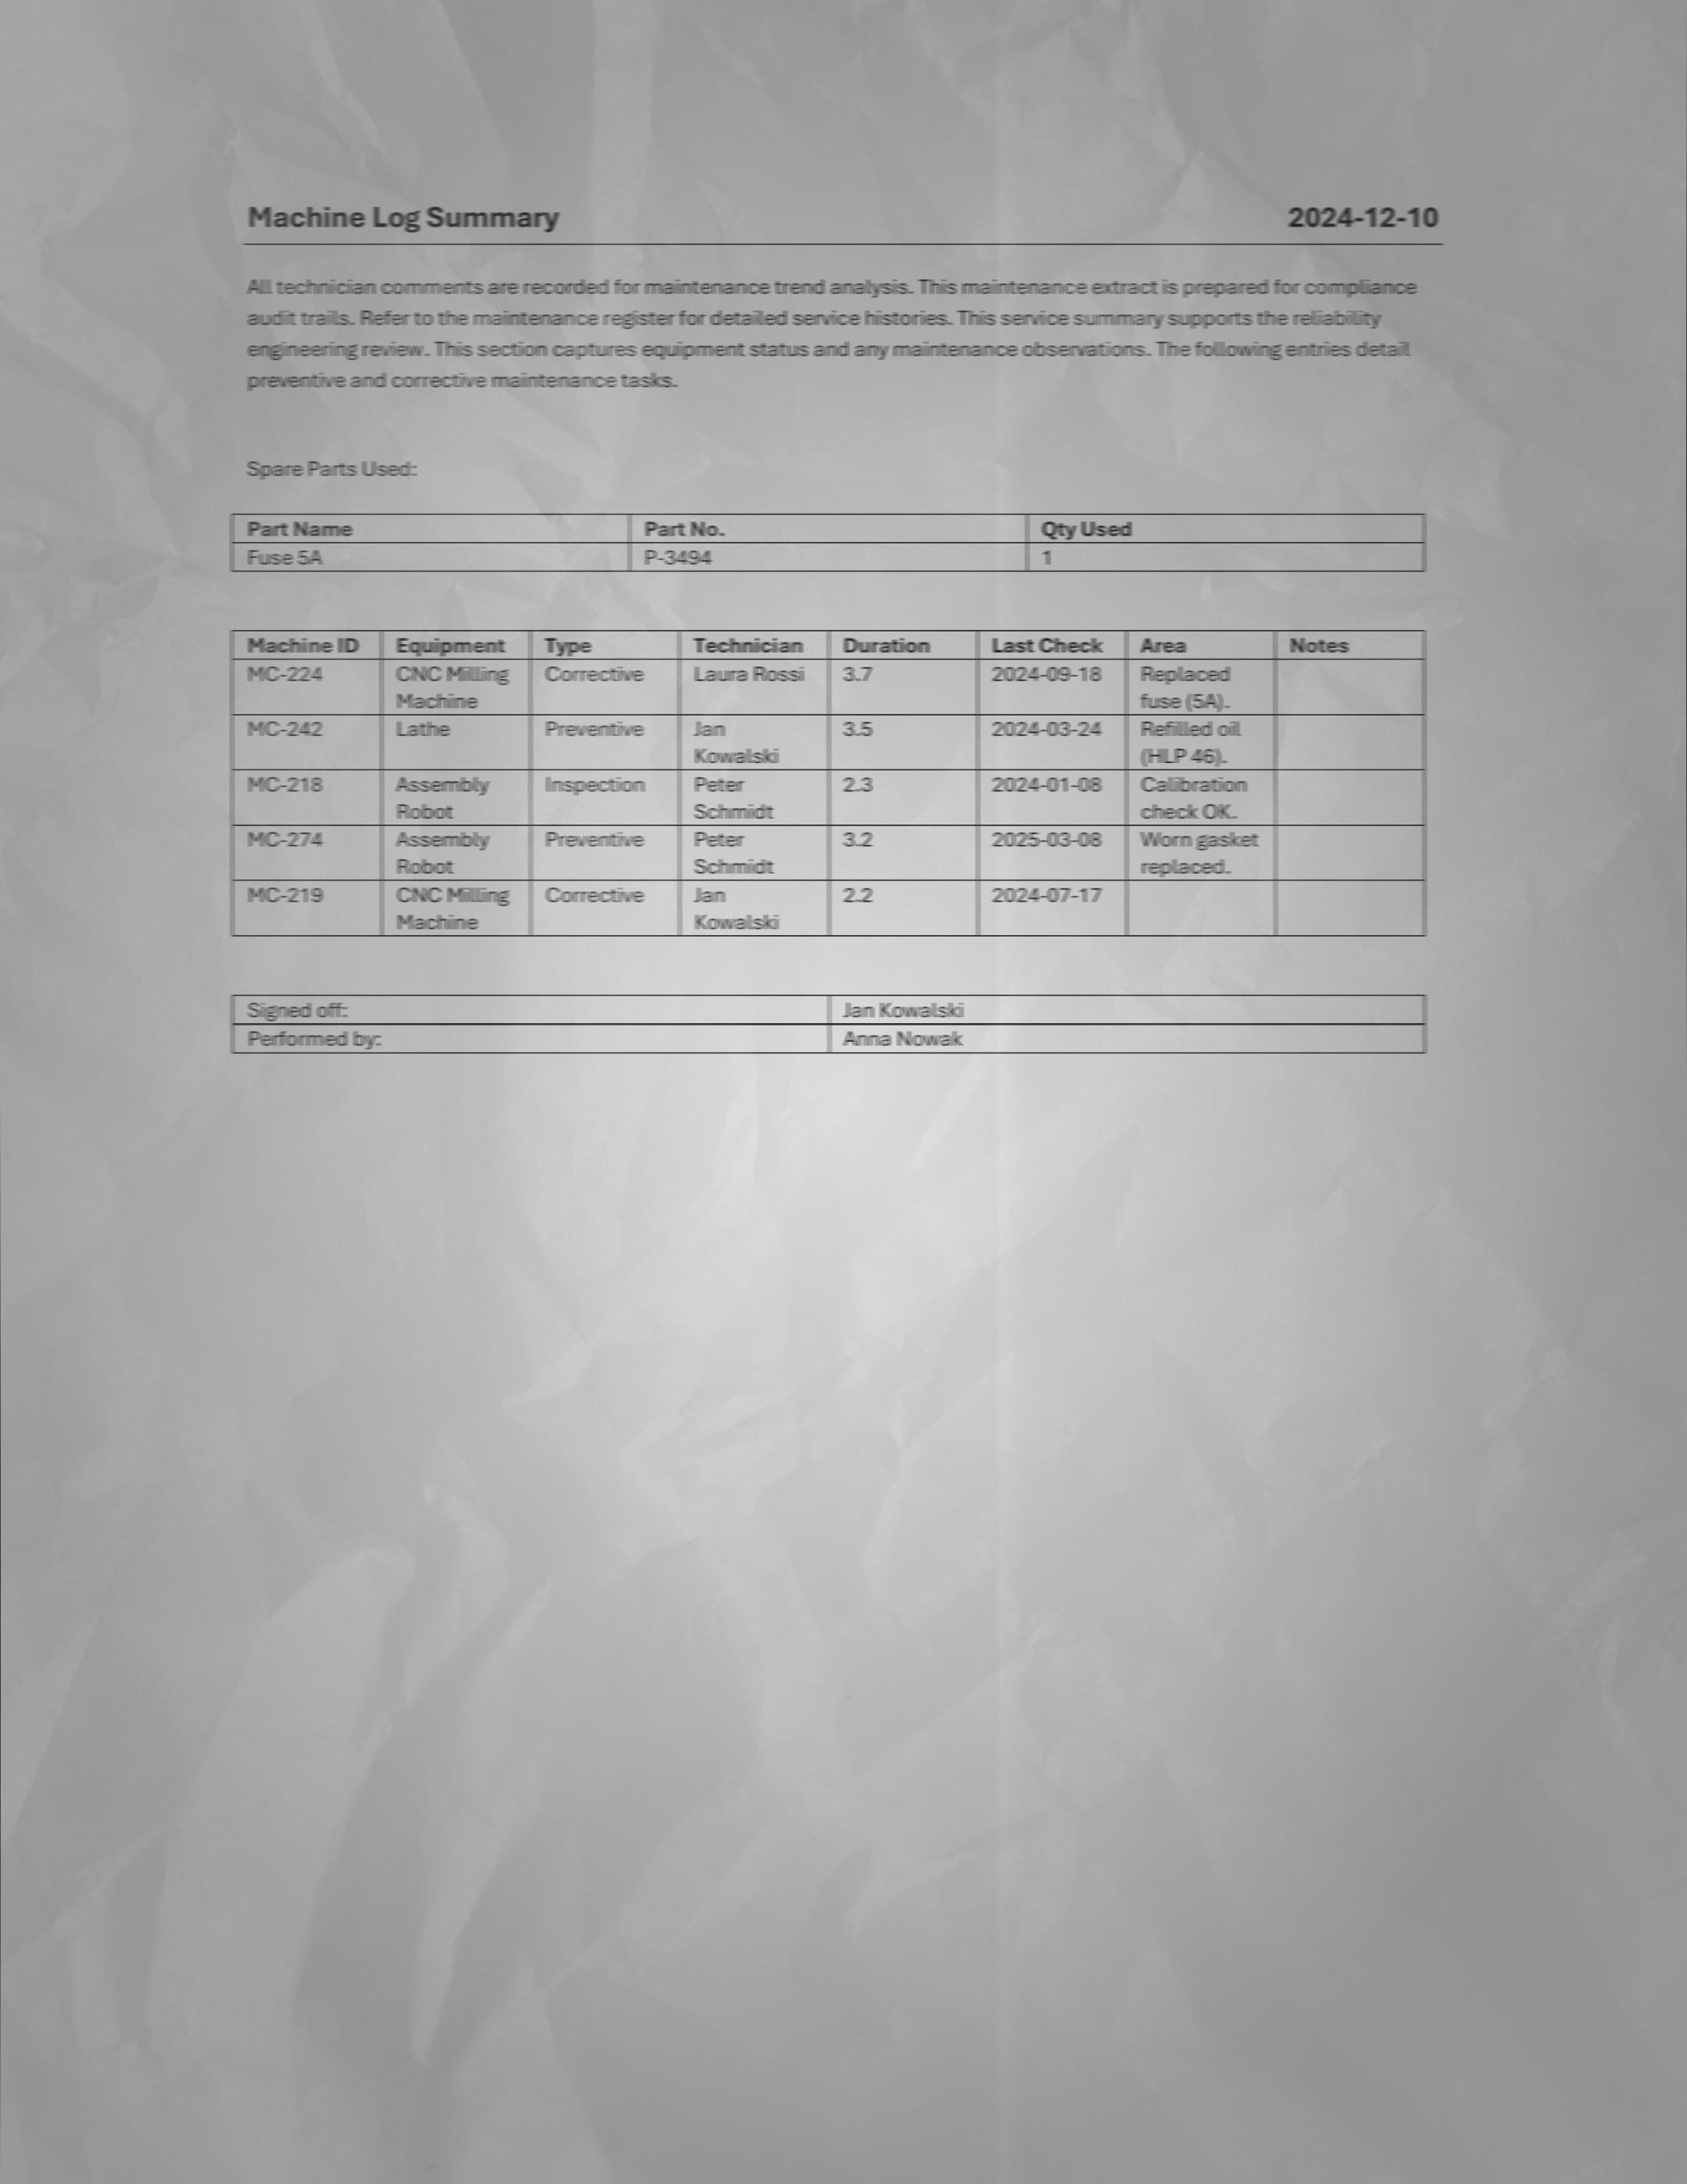 Machine Log Summary 2024-12-10
All technician comments are recorded for maintenance trend analysis. This maintenance extract is prepared for compliance
audit trails. Refer to the maintenance register for detailed service histories. This service summary supports the reliability
engineering review. This section captures equipment status and any maintenance observations. The following entries detail
preventive and corrective maintenance tasks.
Spare Parts Used:
Part Name Part No. Qty Used
Fuse 5A P-3494 1
Machine ID Equipment Type Technician Duration Last Check Area Notes
MC-224 CNC Milling Corrective Laura Rossi 3.7 2024-09-18 Replaced
Machine fuse (5A).
MC-242 Lathe Preventive Jan 3.5 2024-03-24 Refilled oil
Kowalski (HLP 46).
MC-218 Assembly Inspection Peter 2.3 2024-01-08 Calibration
Robot Schmidt check OK.
MC-274 Assembly Preventive Peter 3.2 2025-03-08 Worn gasket
Robot Schmidt replaced.
MC-219 CNC Milling Corrective Jan 2.2 2024-07-17
Machine Kowalski
Signed off: Jan Kowalski
Performed by: Anna Nowak